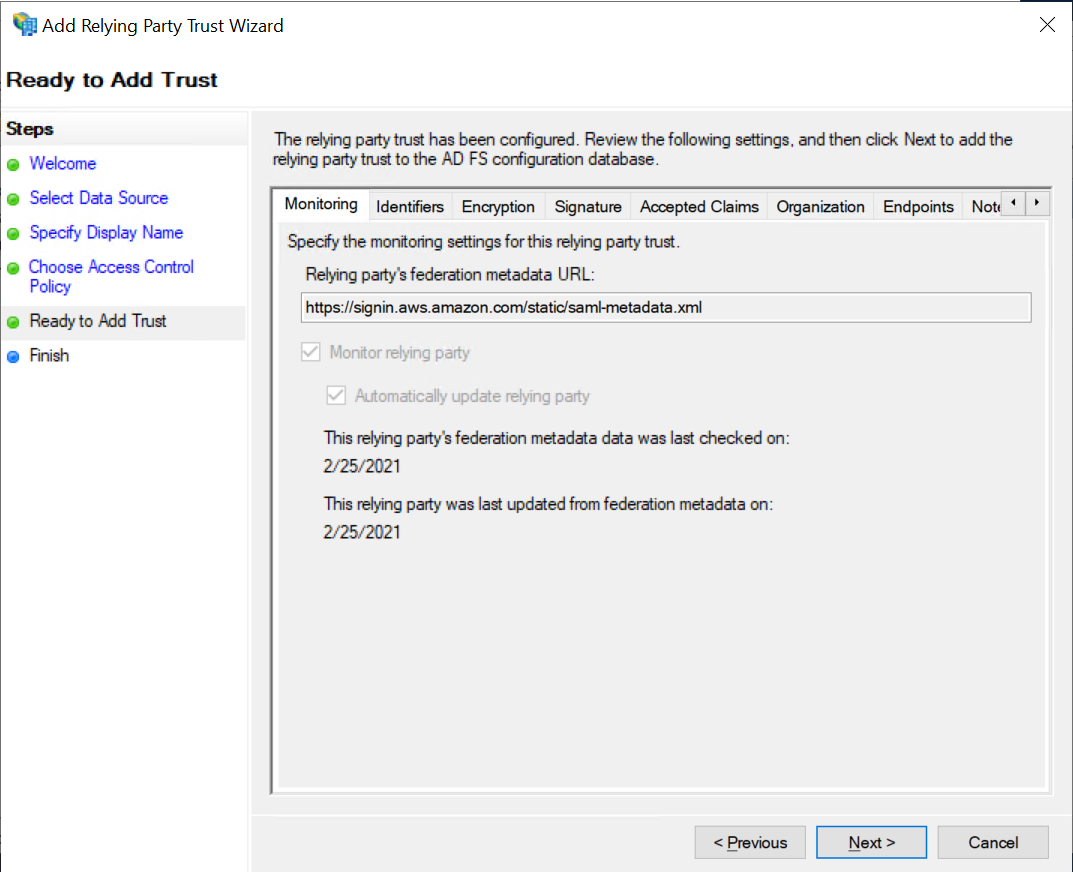 Add Relying Party Trust Wizard
Ready to Add Trust
Steps
Welcome
Select Data Source
Specify Display Name
Choose Access Control
Policy
Ready to Add Trust
Finish
The relying party trust has been configured. Review the following settings, and then click Next to add the
relying party trust to the AD FS configuration database.
Monitoring Identifiers Encryption Signature Accepted Claims Organization Endpoints Note
Specify the monitoring settings for this relying party trust.
Relying party's federation metadata URL:
https://signin.aws.amazon.com/static/saml-metadata.xml
Monitor relying party
Automatically update relying party
This relying party's federation metadata data was last checked on:
2/25/2021
This relying party was last updated from federation metadata on:
2/25/2021
< Previous Next > Cancel